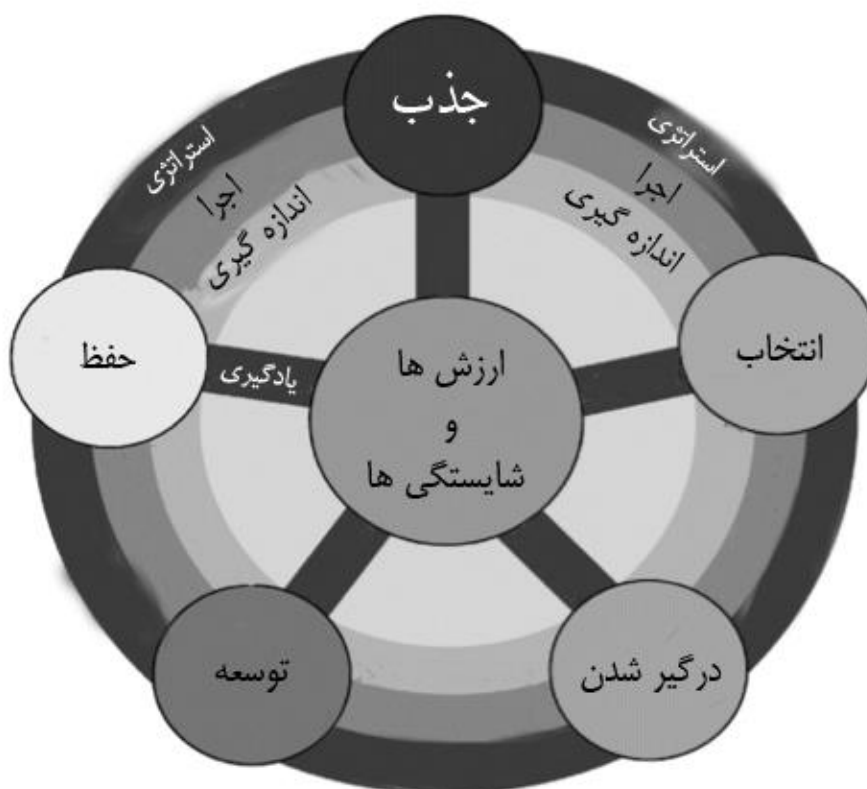 جذب
استراتژی
اجرا
اندازه گیری
استراتژی
اجرا
اندازه گیری
انتخاب
حفظ
یادگیری
ارزش ها
و
شایستگی ها
درگیر شدن
توسعه